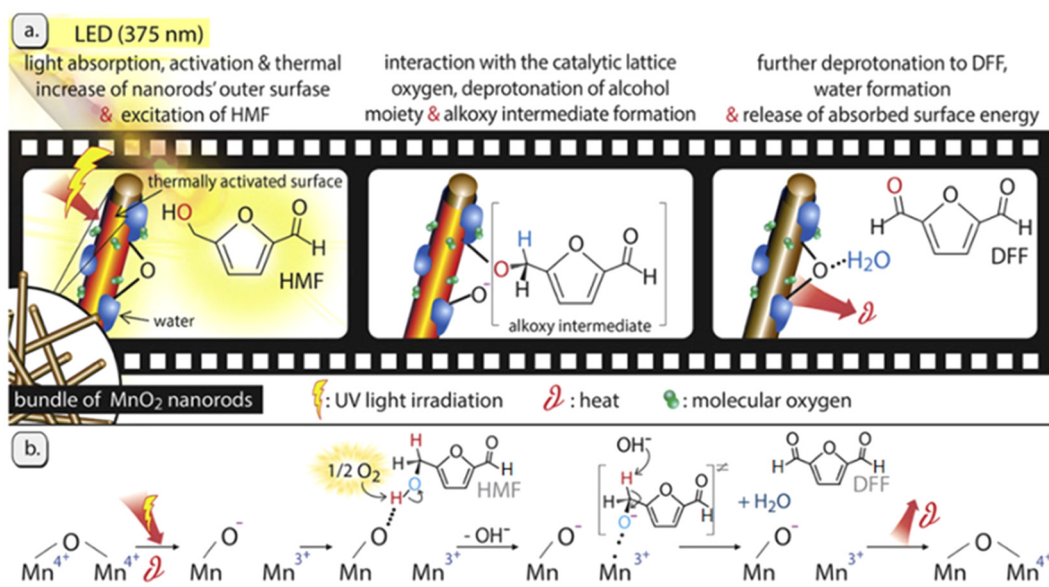 a.
LED (375 nm)
light absorption, activation & thermal
increase of nanorods' outer surfase
& excitation of HMF
interaction with the catalytic lattice
oxygen, deprotonation of alcohol
moiety & alkoxy intermediate formation
further deprotonation to DFF,
water formation
& release of absorbed surface energy
thermally activated surface
HO
O
O
H
HMF
O
water
H
O
H
O
O
H
O⁻
alkoxy intermediate
O
H
O
O
H
DFF
O
H2O
bundle of MnO2 nanorods
: UV light irradiation
: heat
: molecular oxygen
b.
1/2 O2
H
H
O
H
O
O
H
HMF
OH⁻
H
H
O⁻
O
O
H
≠
O
H
O
O
H
DFF
+ H2O
O
Mn4+ Mn4+
O⁻
Mn Mn3+
O
Mn Mn3+
- OH⁻
O⁻
Mn Mn3+
O⁻
Mn Mn3+
O
Mn Mn4+